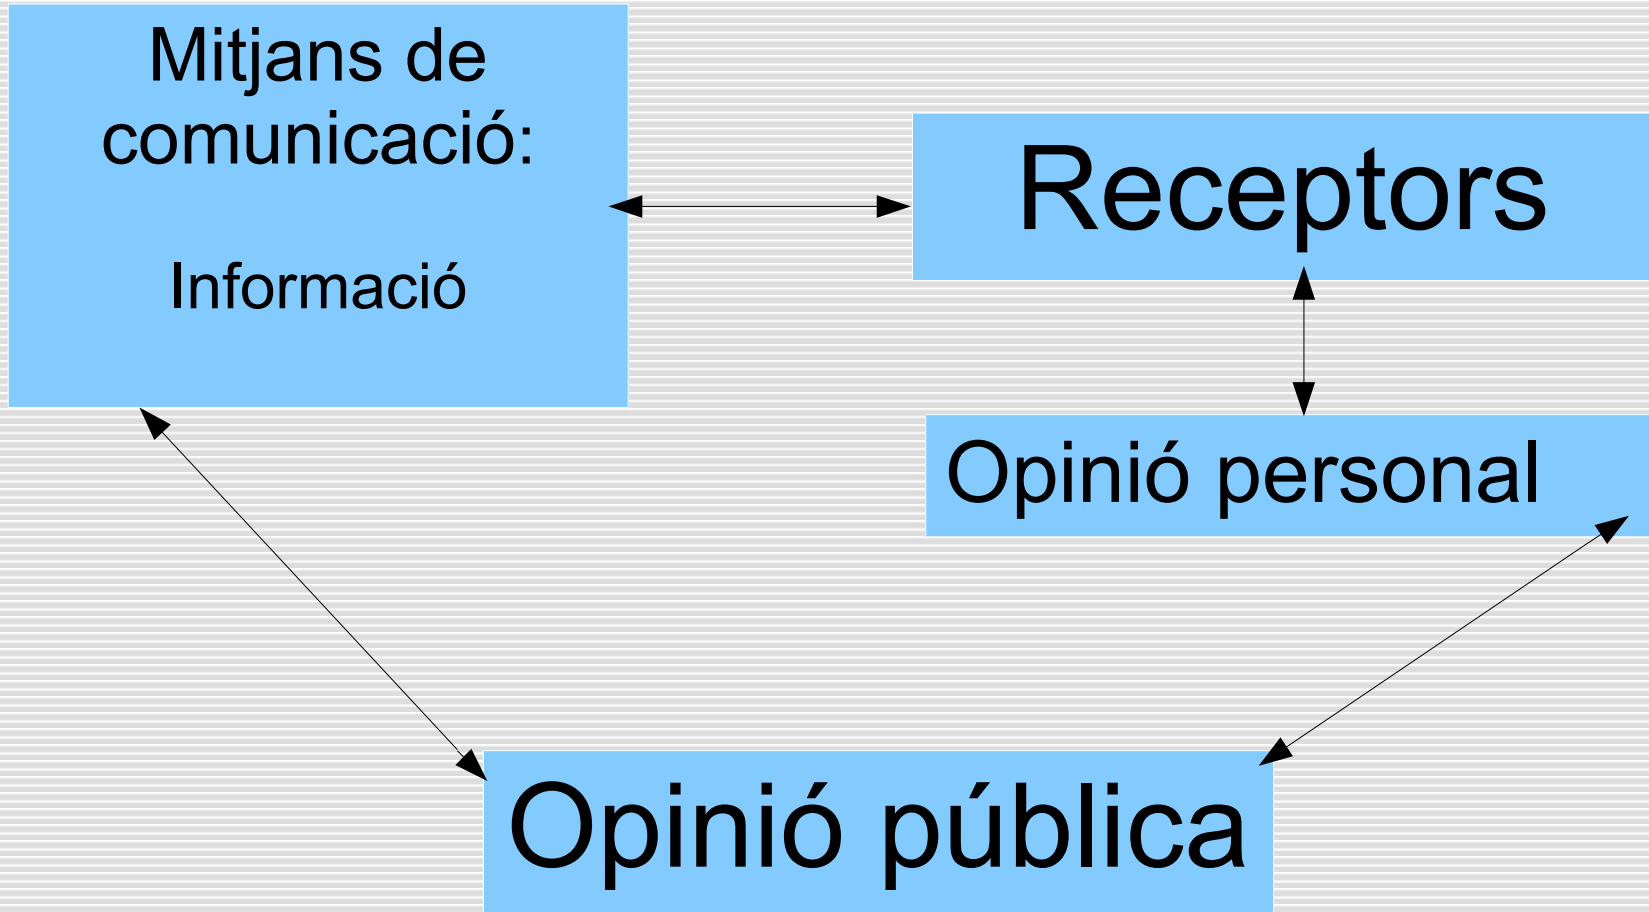 Mitjans de
comunicació:
Informació
Receptors
Opinió personal
Opinió pública